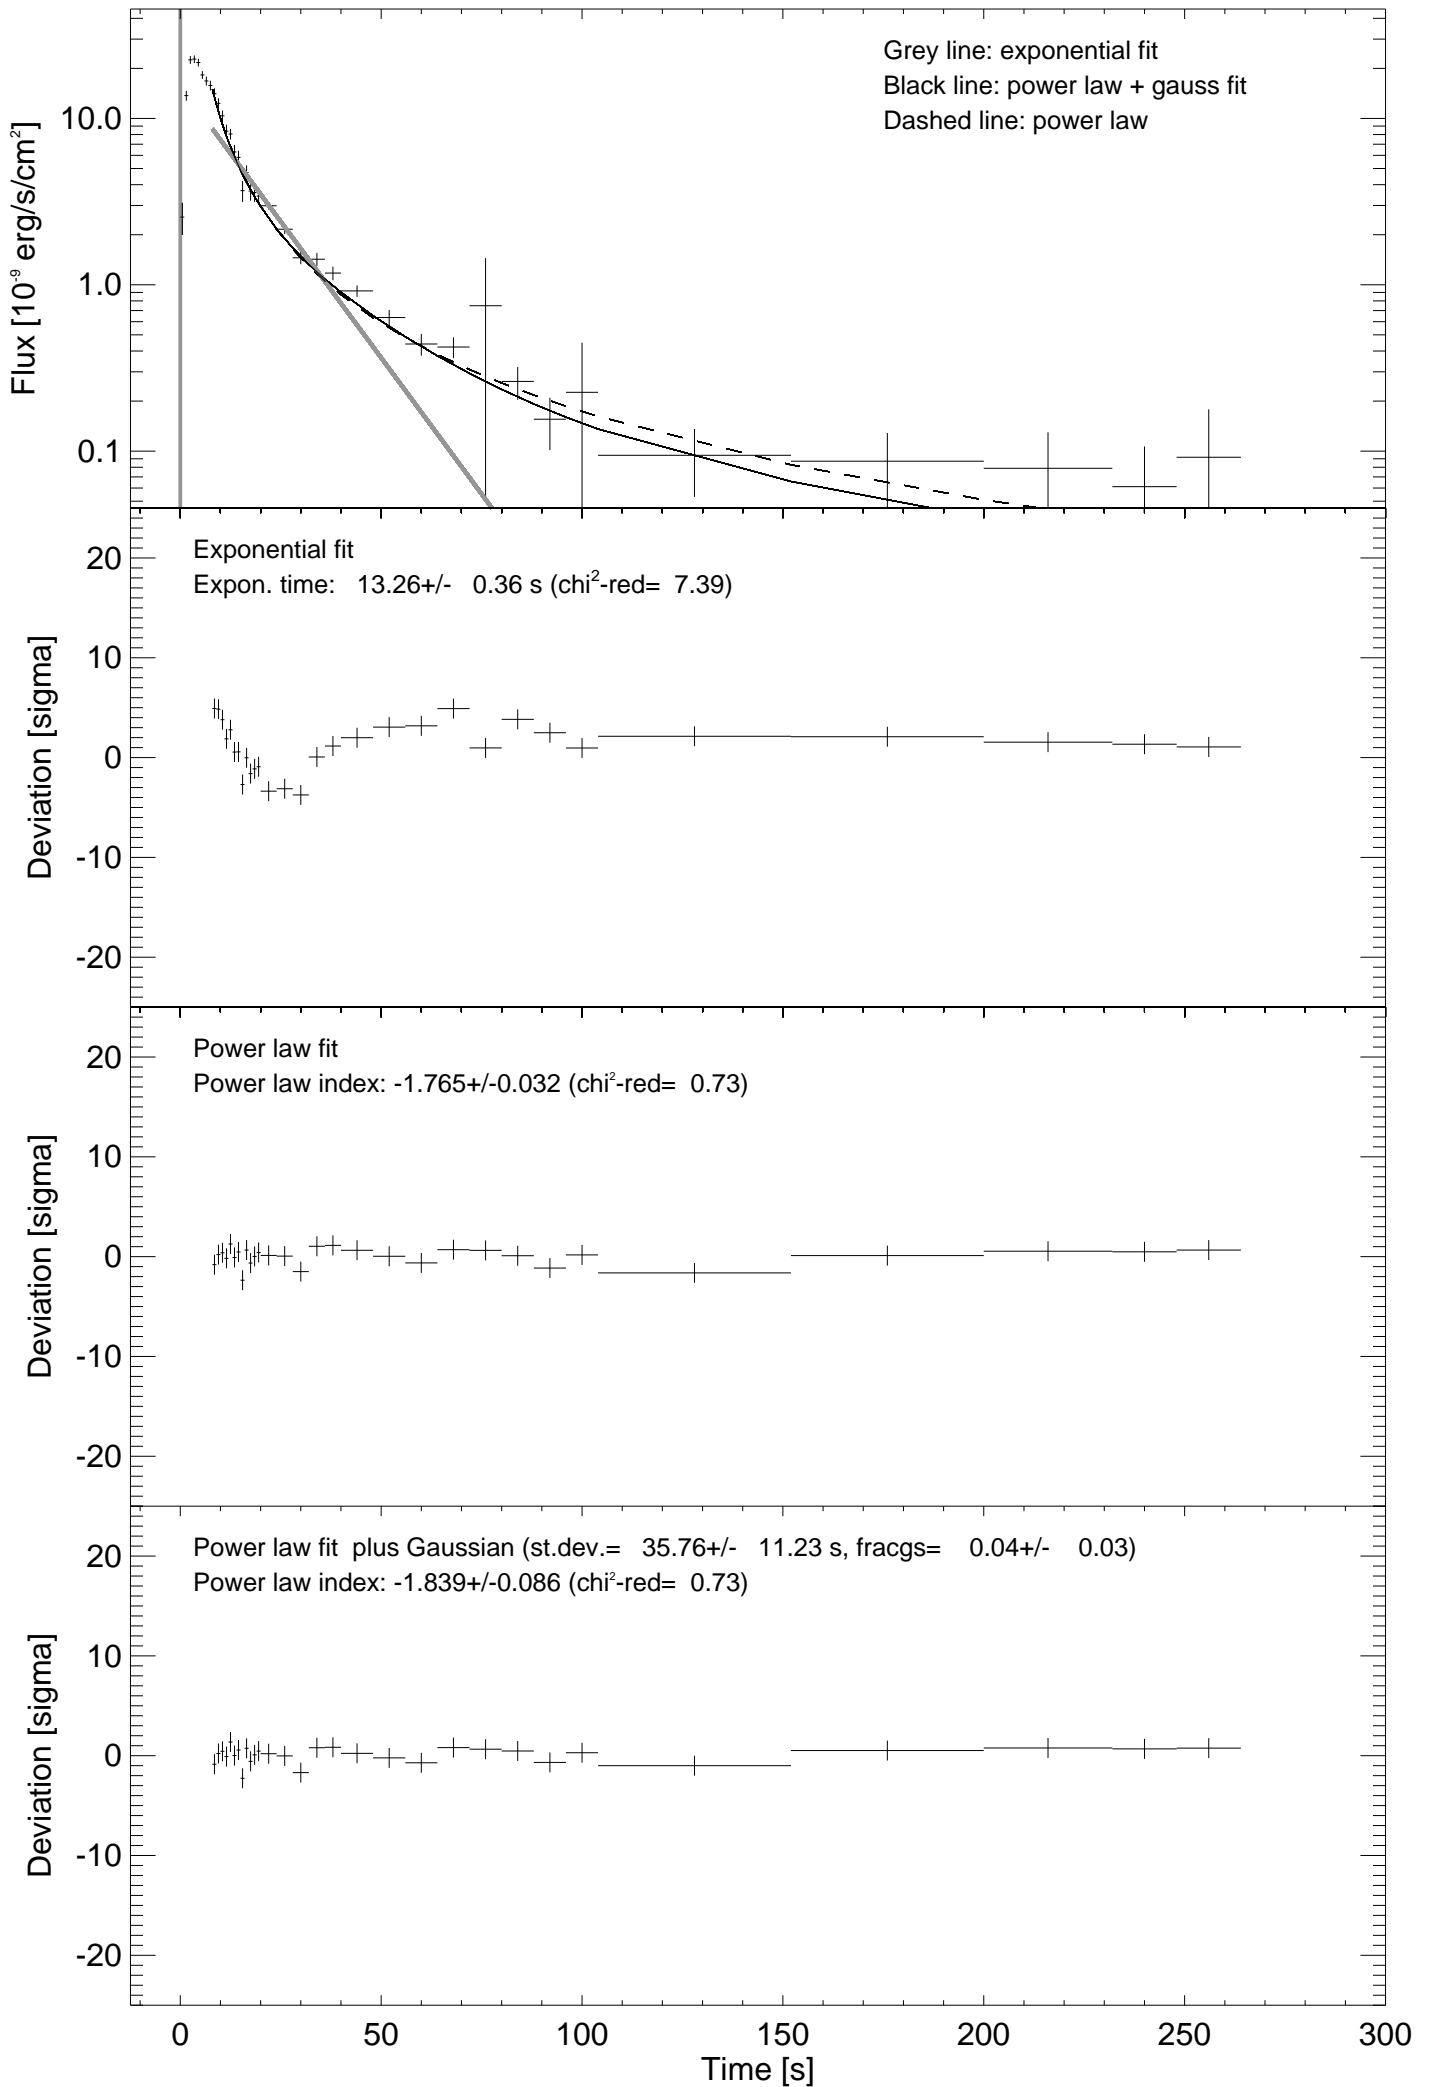 Grey line: exponential fit
Black line: power law + gauss fit
Dashed line: power law
Flux [10⁻⁹ erg/s/cm²]
10.0
1.0
0.1
Exponential fit
Expon. time: 13.26+/- 0.36 s (chi²-red= 7.39)
Deviation [sigma]
20
10
0
-10
-20
Power law fit
Power law index: -1.765+/-0.032 (chi²-red= 0.73)
Deviation [sigma]
20
10
0
-10
-20
Power law fit plus Gaussian (st.dev.= 35.76+/- 11.23 s, fracgs= 0.04+/- 0.03)
Power law index: -1.839+/-0.086 (chi²-red= 0.73)
Deviation [sigma]
20
10
0
-10
-20
0 50 100 150 200 250 300
Time [s]